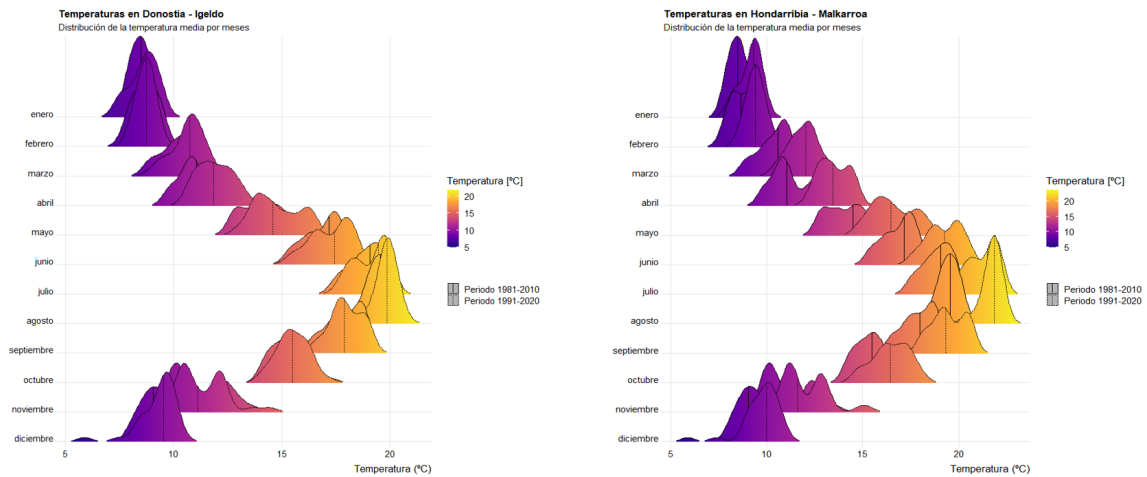 Temperaturas en Donostia - Igeldo
Distribución de la temperatura media por meses
enero
febrero
marzo
abril
mayo
junio
julio
agosto
septiembre
octubre
noviembre
diciembre
5
10
15
20
Temperatura (ºC)
Temperatura [ºC]
20
15
10
5
Periodo 1981-2010
Periodo 1991-2020
Temperaturas en Hondarribia - Malkarroa
Distribución de la temperatura media por meses
enero
febrero
marzo
abril
mayo
junio
julio
agosto
septiembre
octubre
noviembre
diciembre
5
10
15
20
Temperatura (ºC)
Temperatura [ºC]
20
15
10
5
Periodo 1981-2010
Periodo 1991-2020